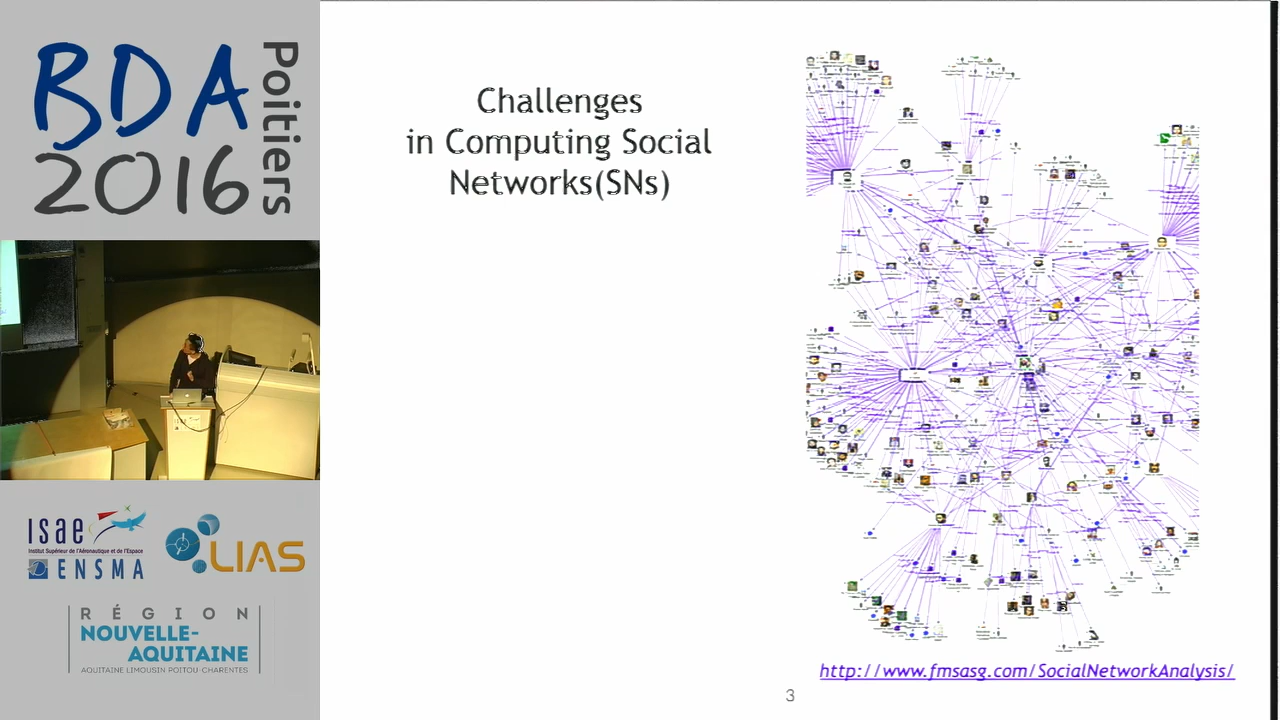 BDA
2016
Poitiers
isae
Institut Supérieur de l'Aéronautique et de l'Espace
ENSMA
LIAS
RÉGION
NOUVELLE-
AQUITAINE
AQUITAINE LIMOUSIN POITOU-CHARENTES
Challenges
in Computing Social
Networks(SNs)
http://www.fmsasg.com/SocialNetworkAnalysis/
3